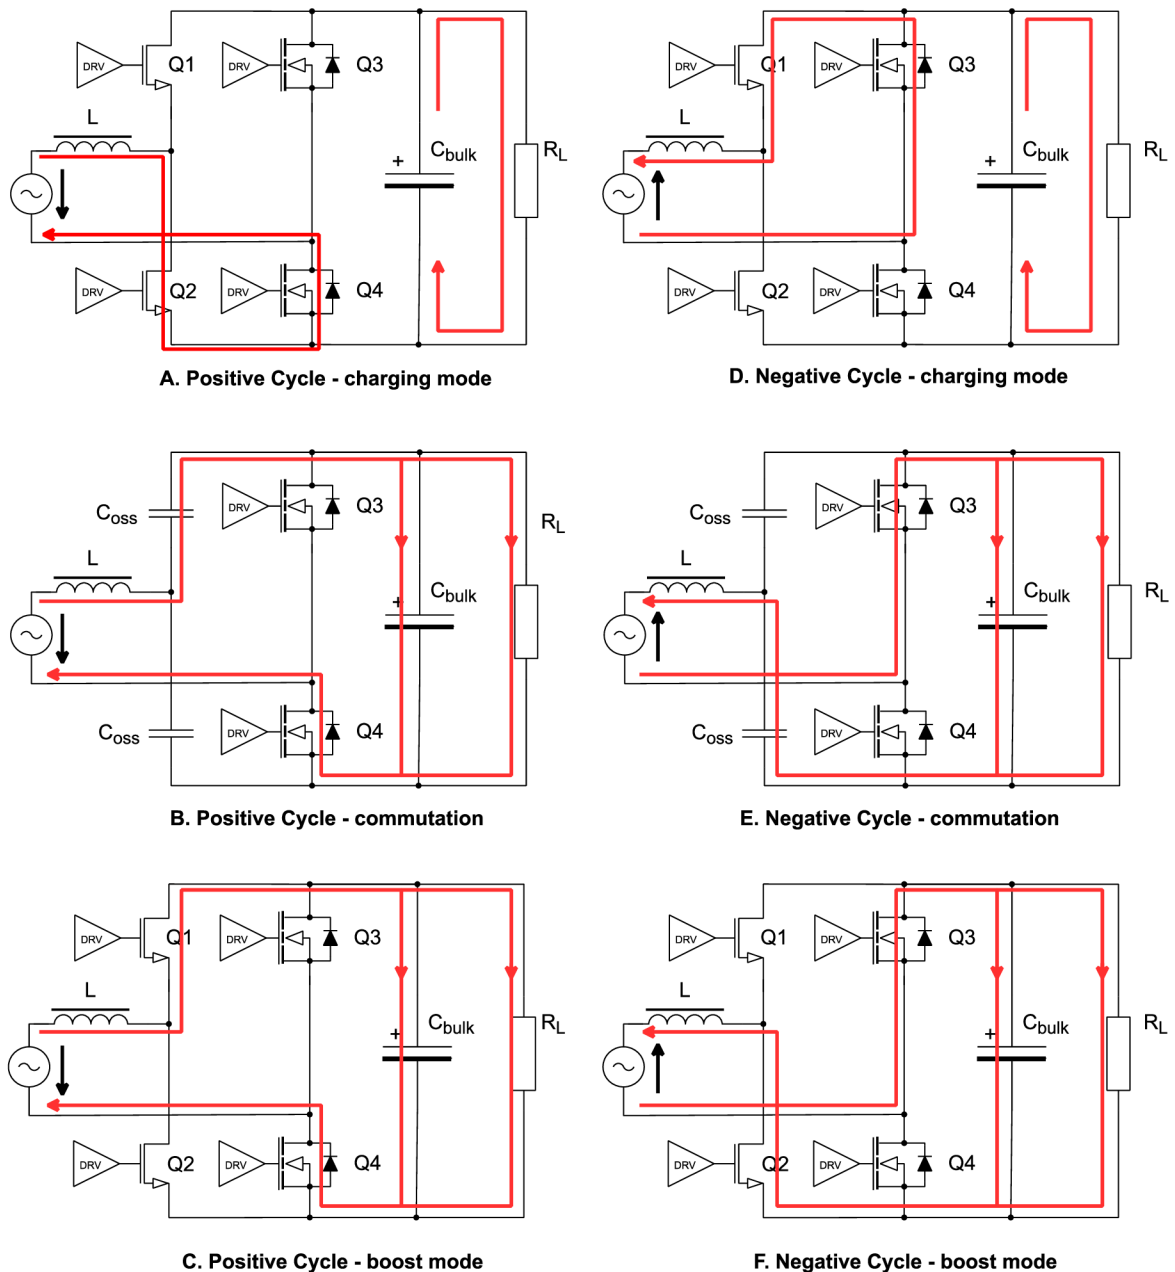 DRV Q1 DRV Q3
L
+ Cbulk RL
DRV Q2 DRV Q4
A. Positive Cycle - charging mode
DRV Q1 DRV Q3
L
+ Cbulk RL
DRV Q2 DRV Q4
D. Negative Cycle - charging mode
Coss DRV Q3
RL
L
+ Cbulk
Coss DRV Q4
B. Positive Cycle - commutation
Coss DRV Q3
L
+ Cbulk RL
Coss DRV Q4
E. Negative Cycle - commutation
DRV Q1 DRV Q3
L
+ Cbulk RL
DRV Q2 DRV Q4
C. Positive Cycle - boost mode
DRV Q1 DRV Q3
L
+ Cbulk RL
DRV Q2 DRV Q4
F. Negative Cycle - boost mode